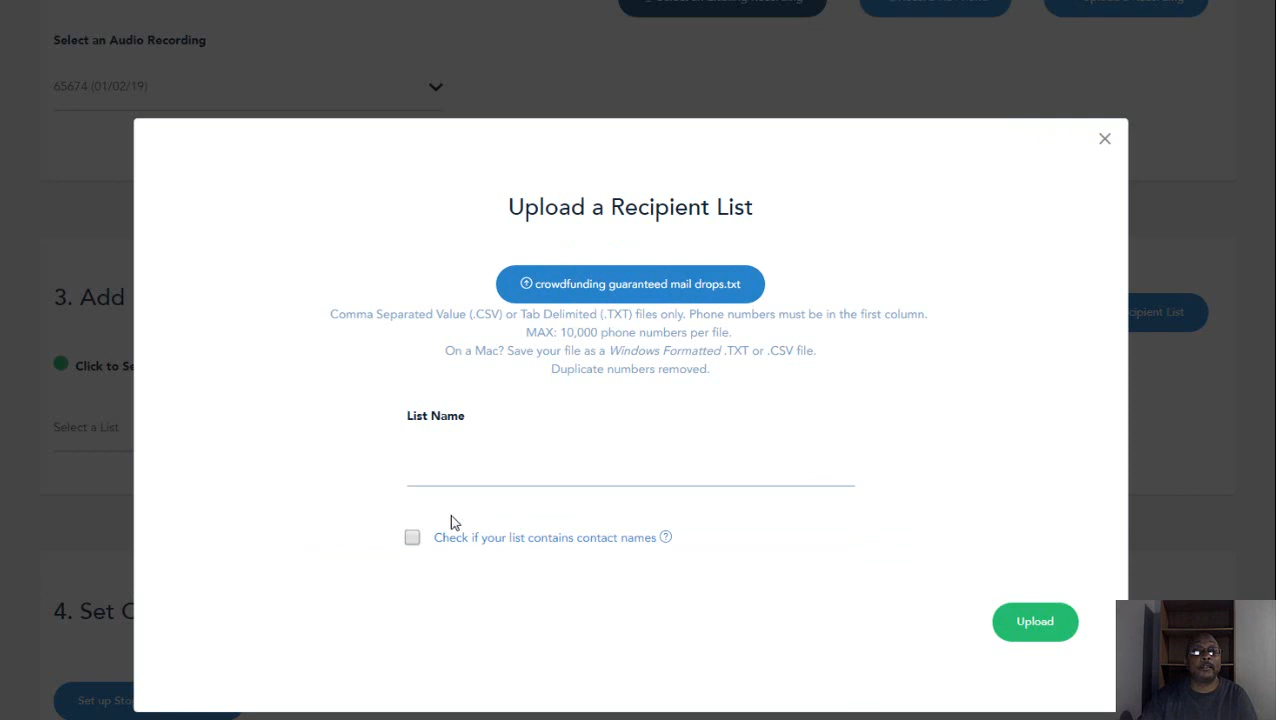 Select an Audio Recording
65674 (01/02/19)
Upload a Recipient List
crowdfunding guaranteed mail drops.txt
Comma Separated Value (.CSV) or Tab Delimited (.TXT) files only. Phone numbers must be in the first column.
MAX: 10,000 phone numbers per file.
On a Mac? Save your file as a Windows Formatted .TXT or .CSV file.
Duplicate numbers removed.
3. Add
cipient List
Click to Se
Select a List
List Name
Check if your list contains contact names ?
4. Set
Upload
Set up Sto